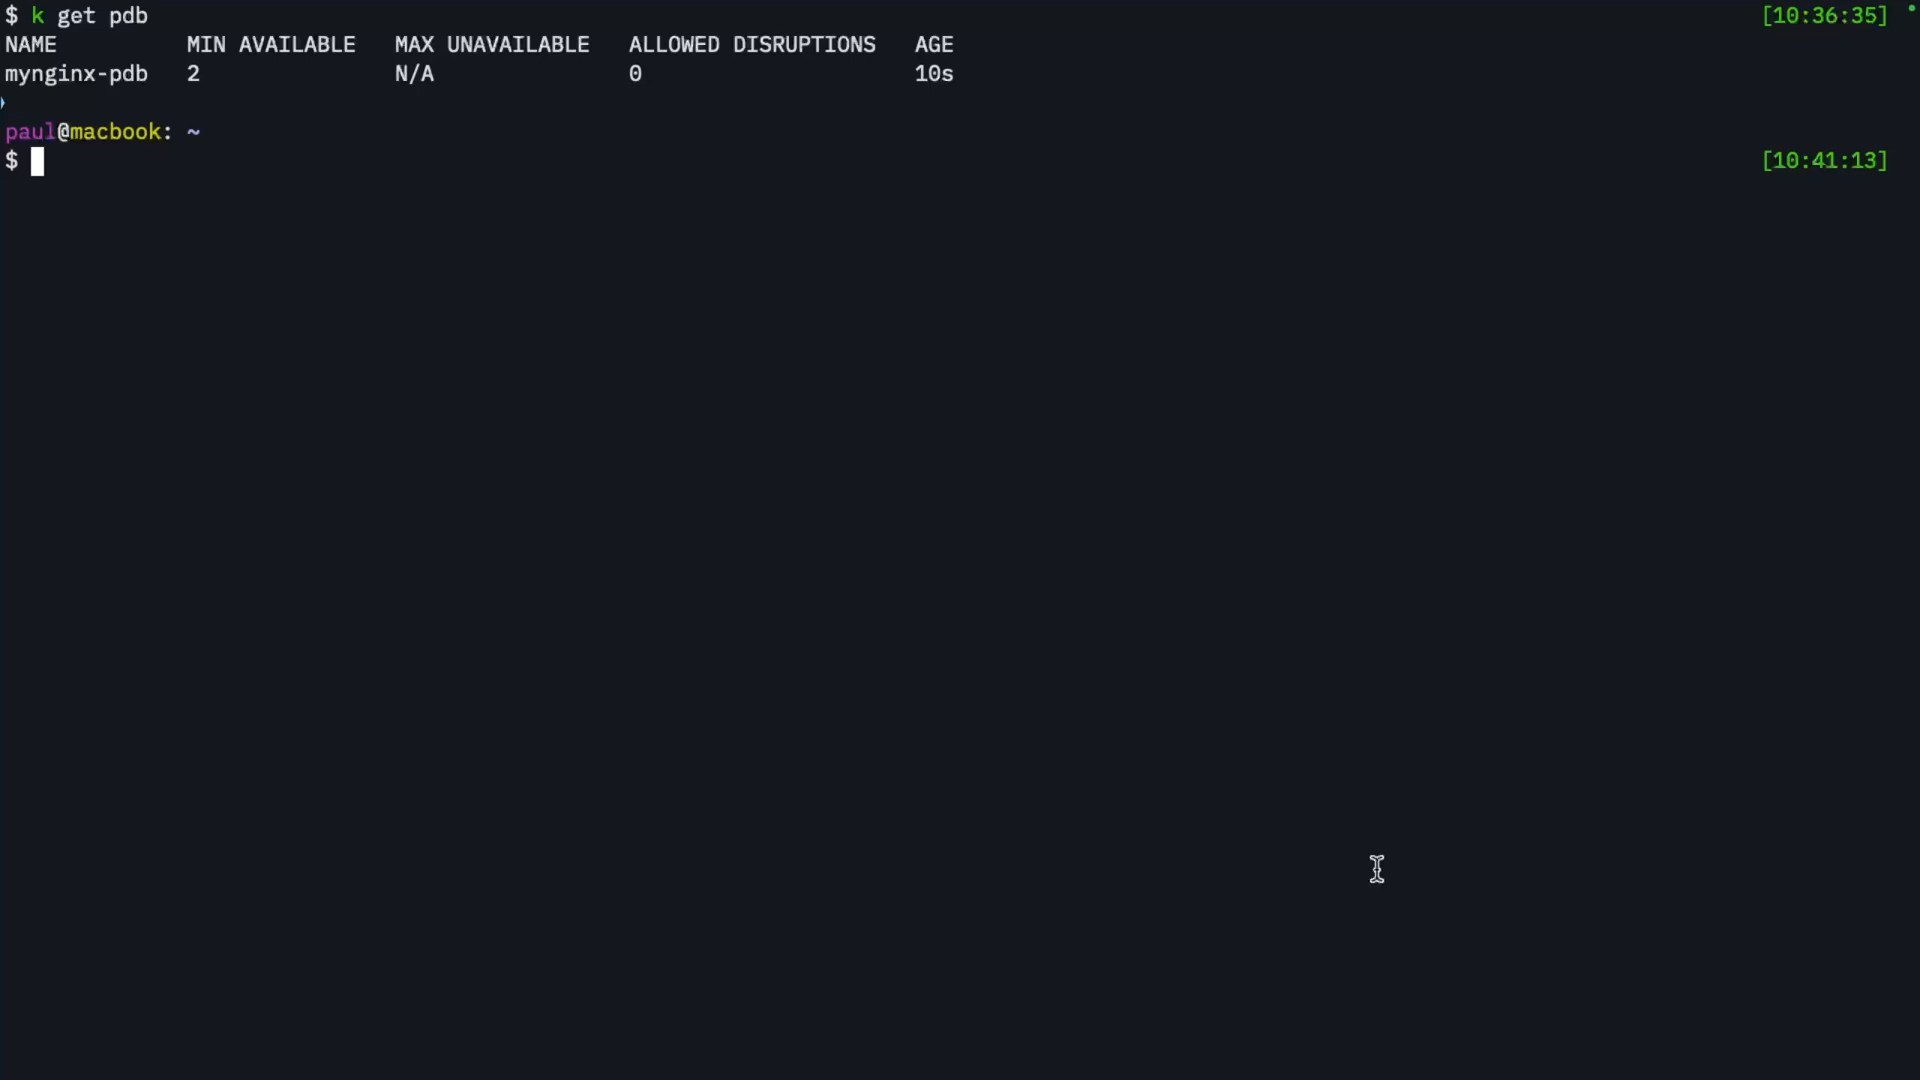 $ k get pdb [10:36:35]
NAME MIN AVAILABLE MAX UNAVAILABLE ALLOWED DISRUPTIONS AGE
mynginx-pdb 2 N/A 0 10s
paul@macbook: ~
$ [10:41:13]